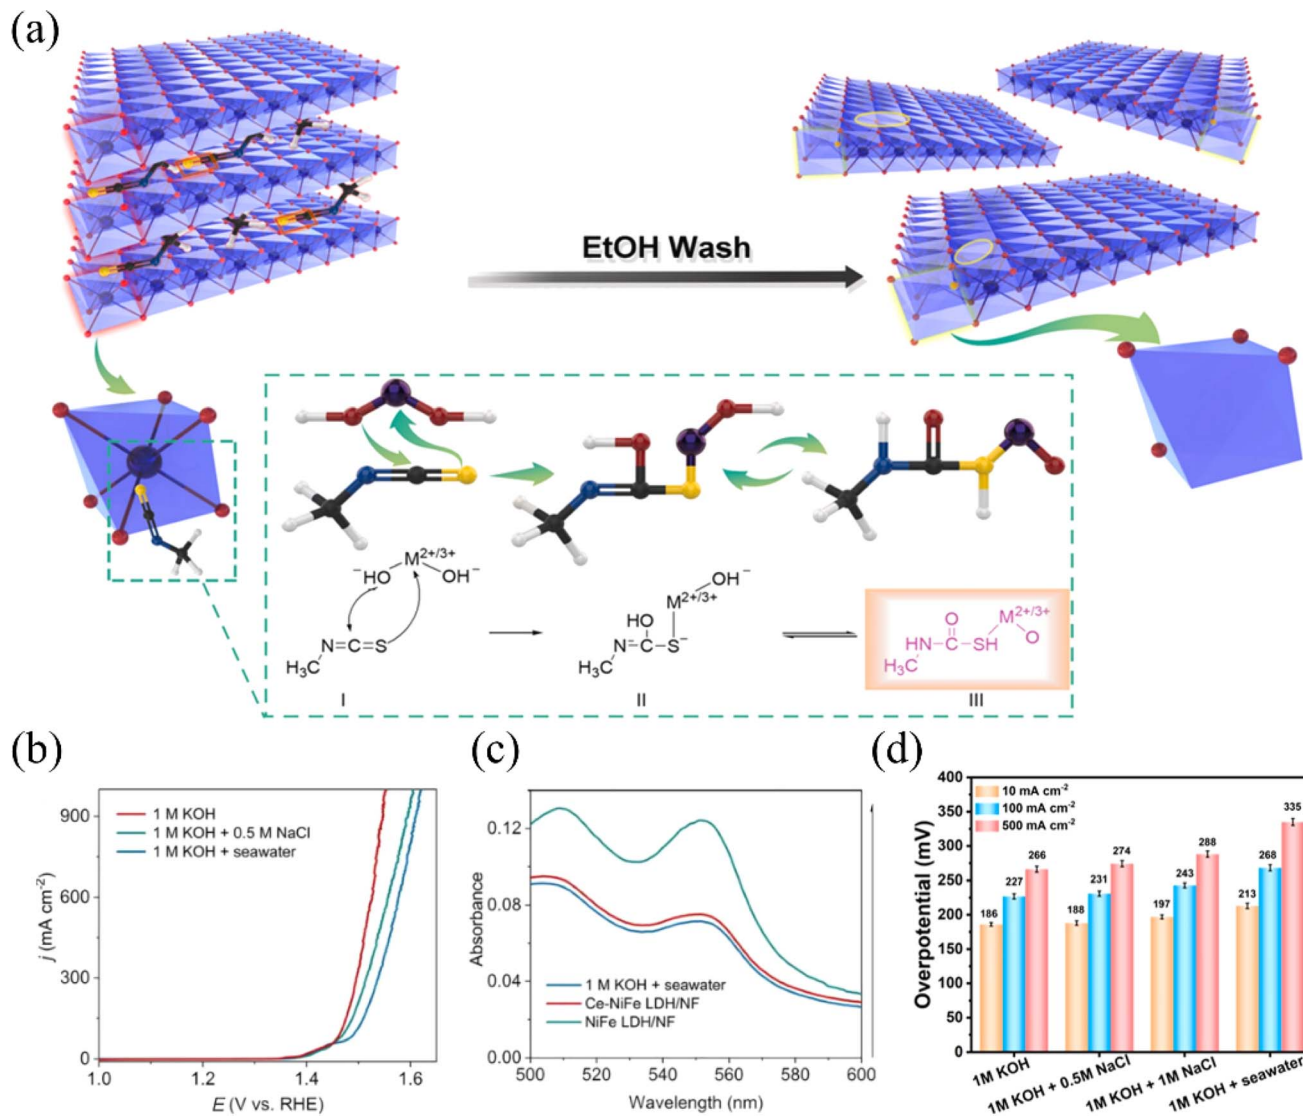 (a)
EtOH Wash
⁻HO M²⁺/³⁺ OH⁻
N=C=S
H₃C
I
HO M²⁺/³⁺ OH⁻
N⁻ C S⁻
H₃C
II
O M²⁺/³⁺
HN C SH O
H₃C
III
(b)
1 M KOH
1 M KOH + 0.5 M NaCl
1 M KOH + seawater
900
600
300
0
j (mA cm⁻²)
1.0 1.2 1.4 1.6
E (V vs. RHE)
(c)
0.12
0.08
0.04
0.00
Absorbance
1 M KOH + seawater
Ce-NiFe LDH/NF
NiFe LDH/NF
500 520 540 560 580 600
Wavelength (nm)
(d)
10 mA cm⁻²
100 mA cm⁻²
500 mA cm⁻²
400
350
300
250
200
150
100
50
0
Overpotential (mV)
186 227 266
188 231 274
197 243 288
213 268 335
1M KOH
1M KOH + 0.5M NaCl
1M KOH + 1M NaCl
1M KOH + seawater